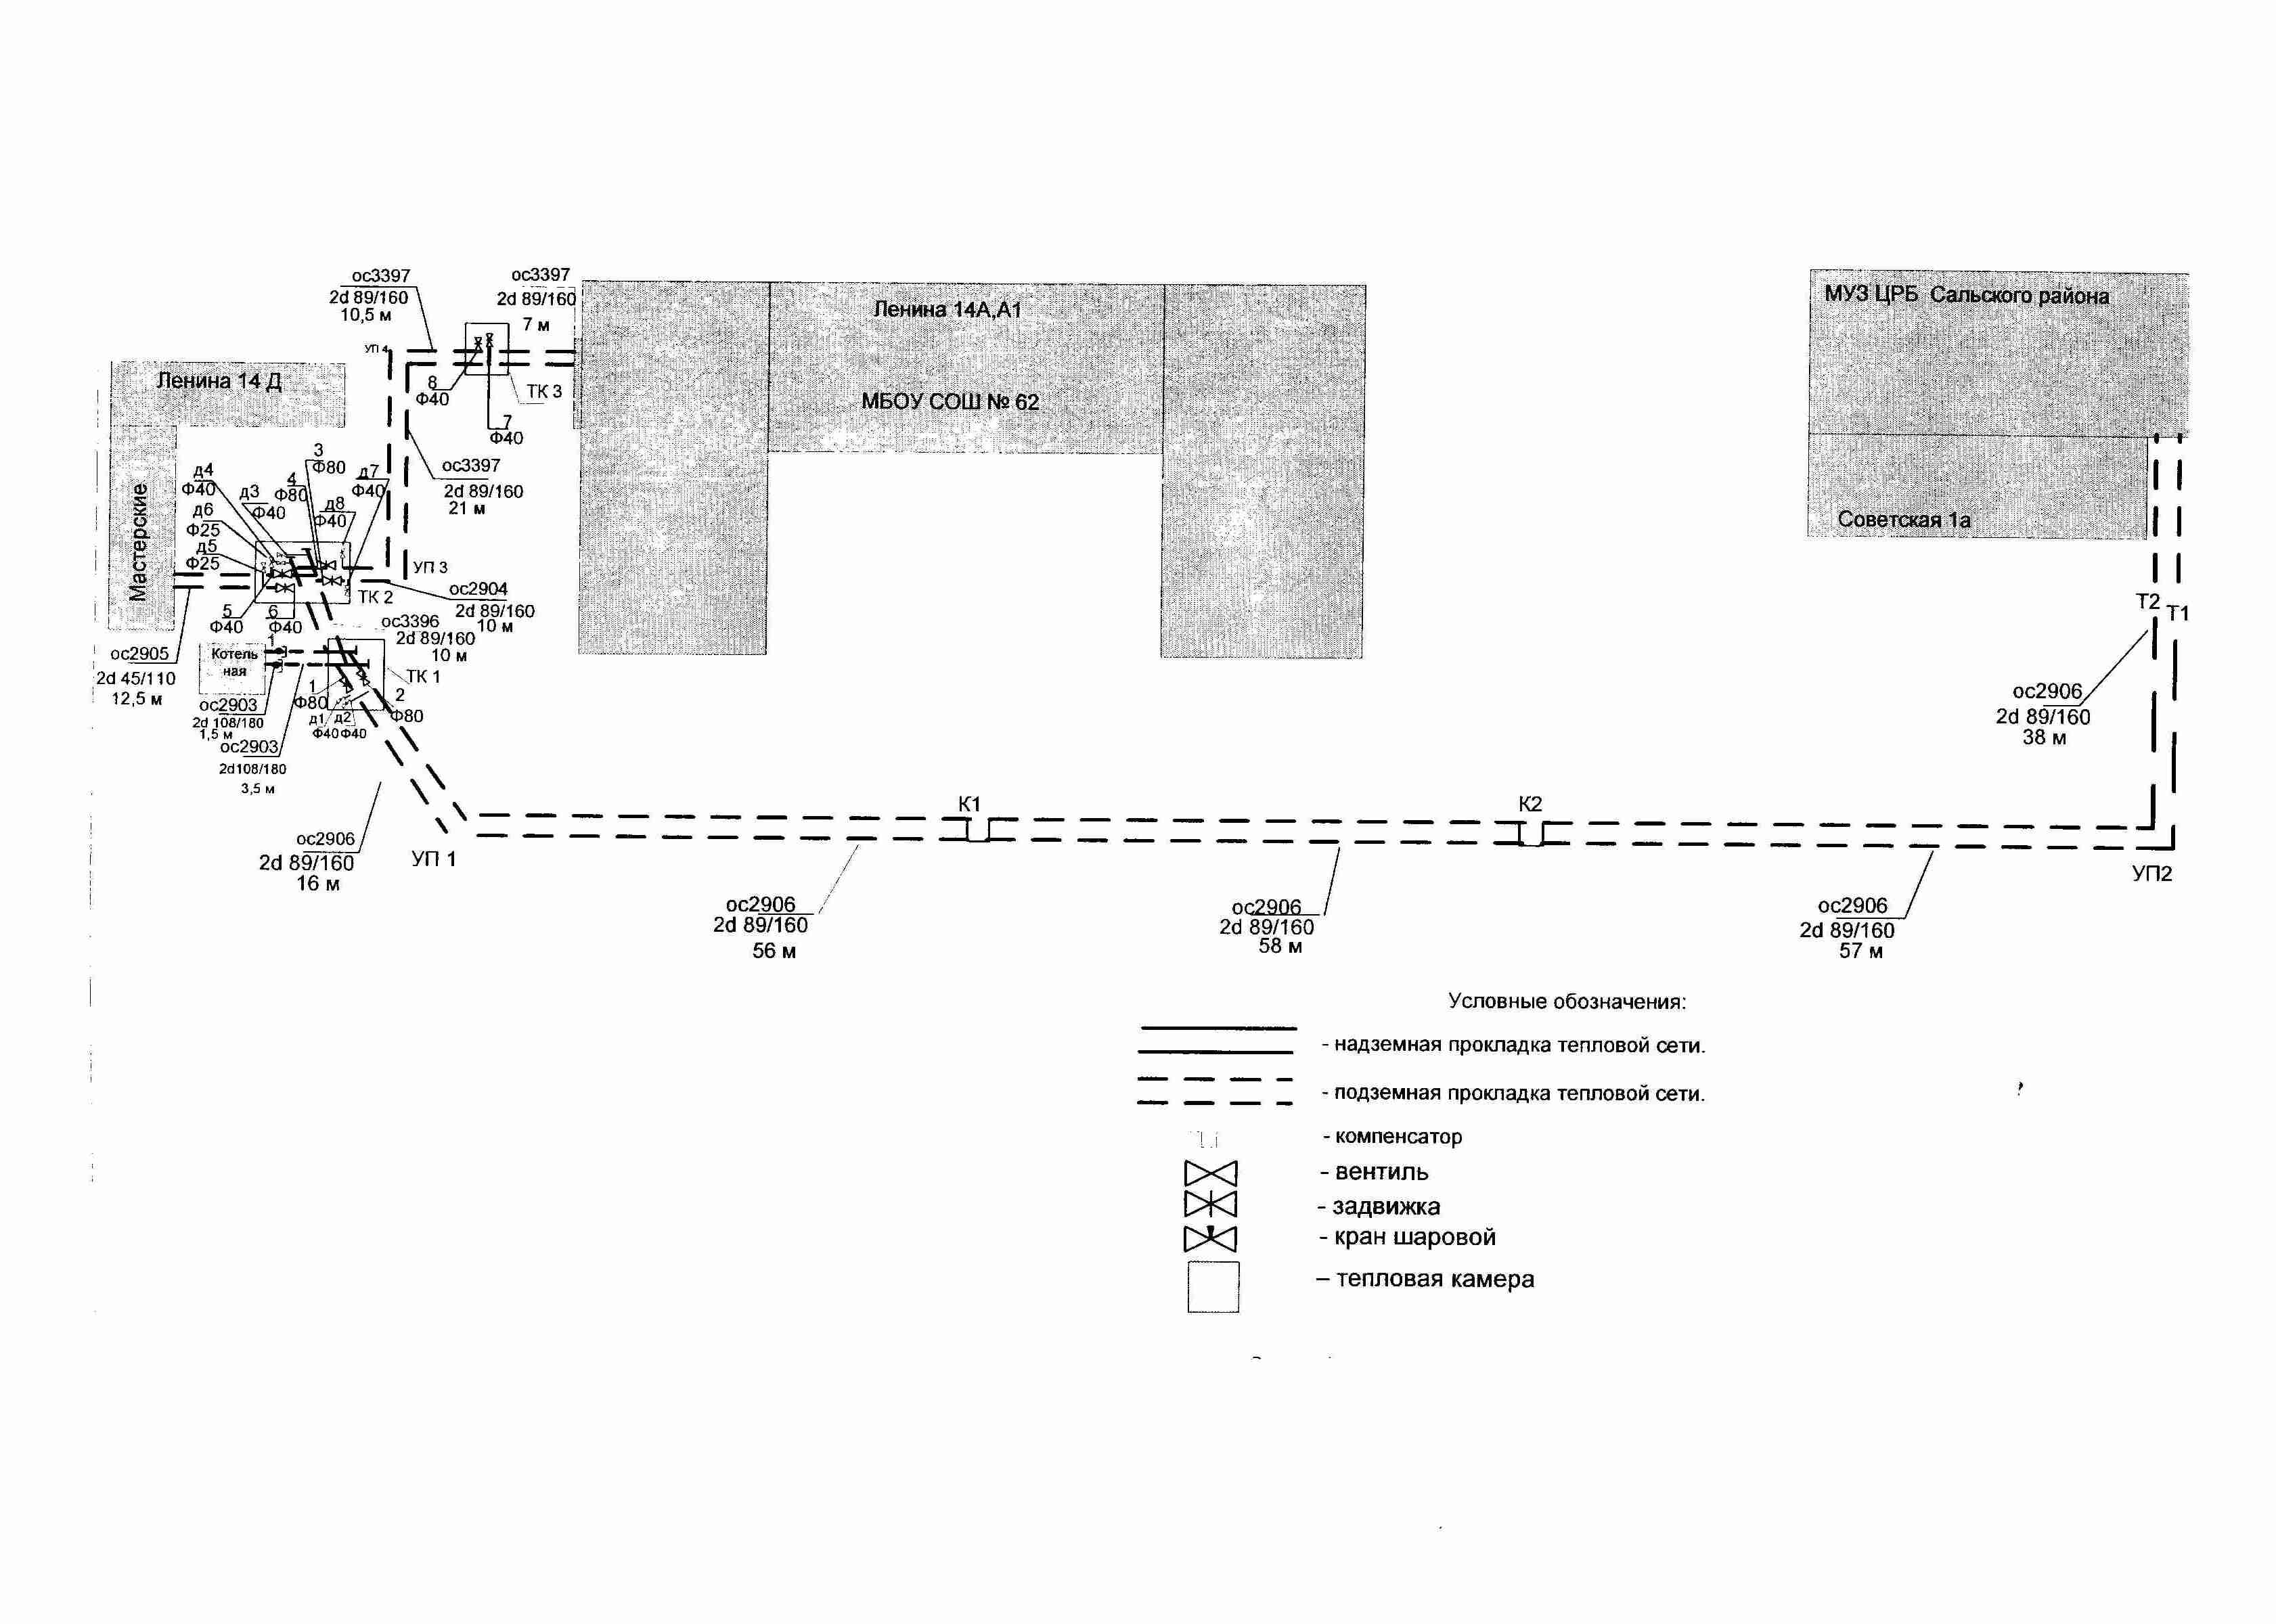 ос3397
2d 89/160
10,5 м
ос3397
2d 89/160
7 м
УП 4
8
Ф40
ТК 3
7
Ф40
Ленина 14А,А1
МБОУ СОШ № 62
МУЗ ЦРБ Сальского района
Советская 1а
Ленина 14 Д
Мастерские
3
Ф80
д4
Ф40
д3
Ф40
4
Ф80
д7
Ф40
д8
Ф40
д6
Ф25
д5
Ф25
ос3397
2d 89/160
21 м
УП 3
ТК 2
ос2904
2d 89/160
10 м
5
Ф40
6
Ф40
ос3396
2d 89/160
10 м
ос2905
2d 45/110
12,5 м
Котель
ная
1
ТК 1
1
Ф80
2
Ф80
д1
Ф40
д2
Ф40
ос2903
2d 108/180
1,5 м
ос2903
2d108/180
3,5 м
Т2
Т1
ос2906
2d 89/160
38 м
ос2906
2d 89/160
16 м
УП 1
К1
К2
УП2
ос2906
2d 89/160
56 м
ос2906
2d 89/160
58 м
ос2906
2d 89/160
57 м
Условные обозначения:
- надземная прокладка тепловой сети.
- подземная прокладка тепловой сети.
- компенсатор
- вентиль
- задвижка
- кран шаровой
– тепловая камера